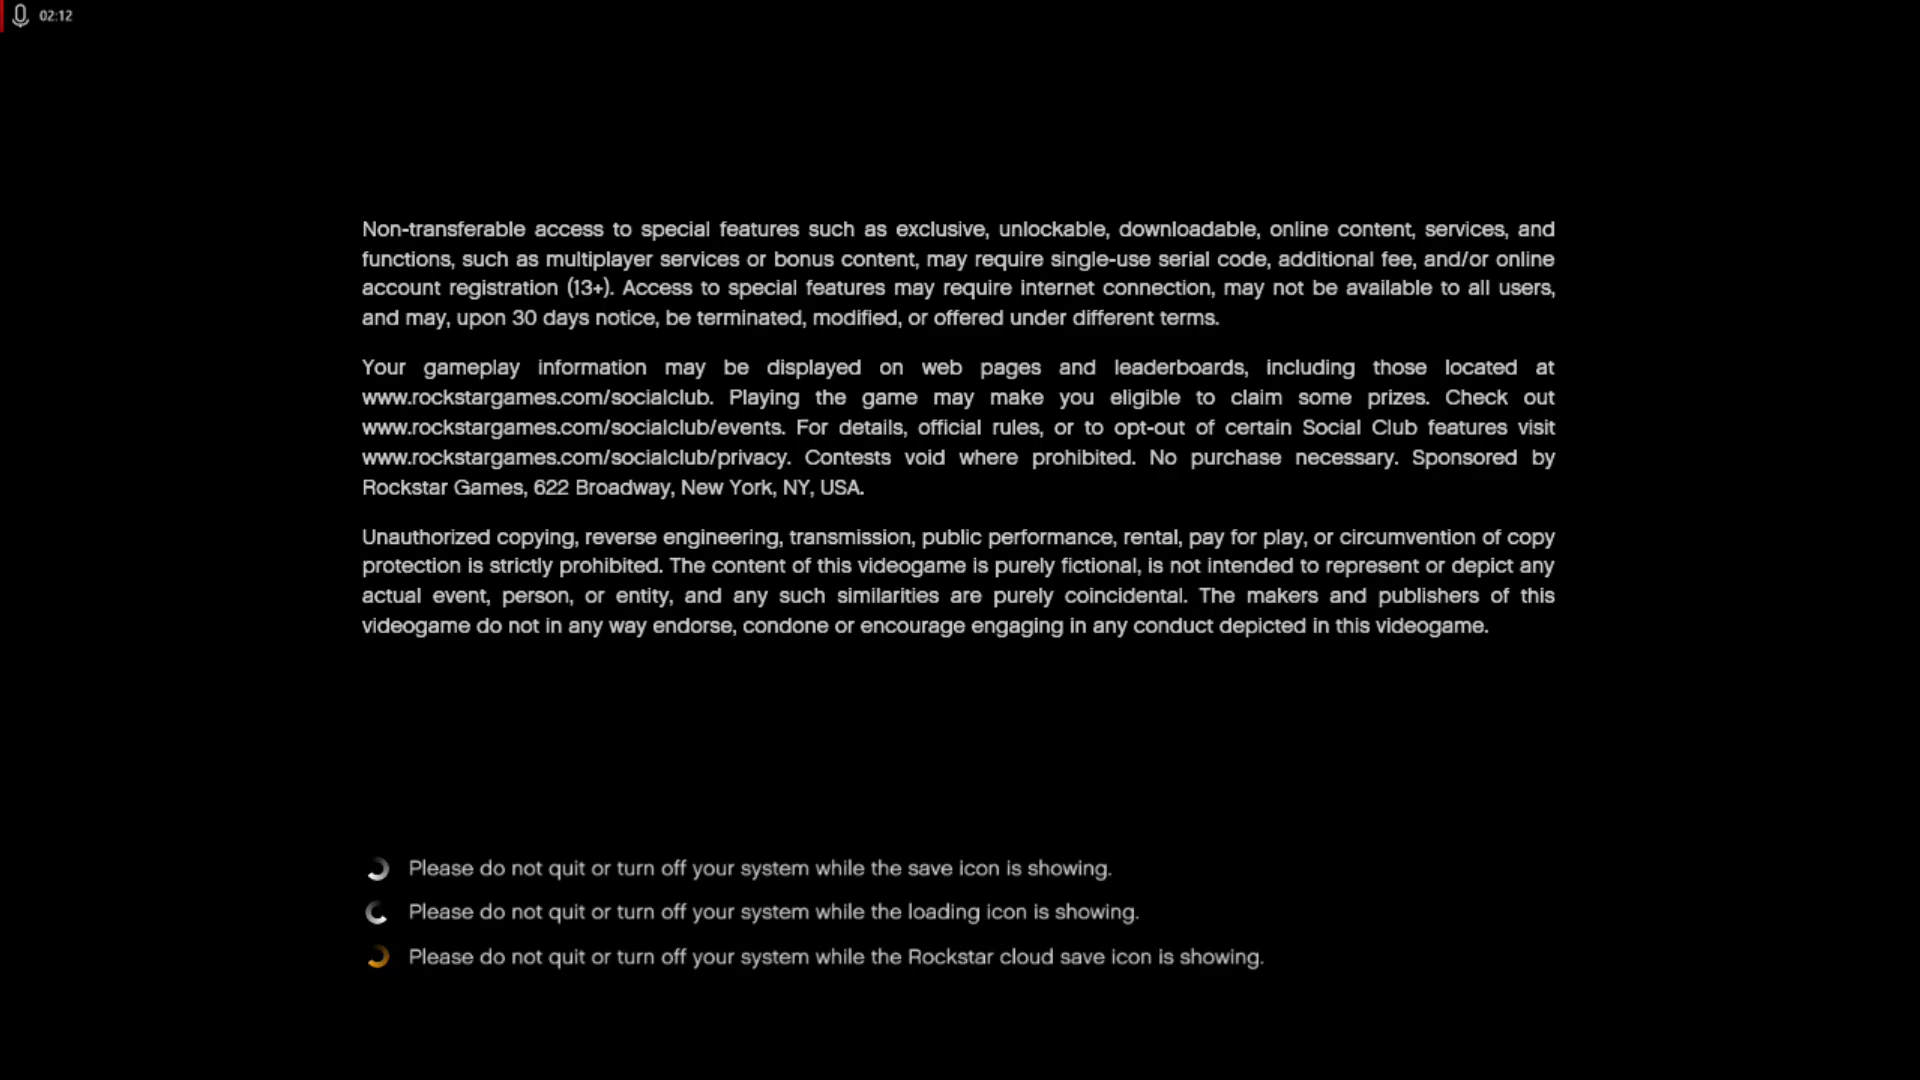 02:12
Non-transferable access to special features such as exclusive, unlockable, downloadable, online content, services, and
functions, such as multiplayer services or bonus content, may require single-use serial code, additional fee, and/or online
account registration (13+). Access to special features may require internet connection, may not be available to all users,
and may, upon 30 days notice, be terminated, modified, or offered under different terms.
Your gameplay information may be displayed on web pages and leaderboards, including those located at
www.rockstargames.com/socialclub. Playing the game may make you eligible to claim some prizes. Check out
www.rockstargames.com/socialclub/events. For details, official rules, or to opt-out of certain Social Club features visit
www.rockstargames.com/socialclub/privacy. Contests void where prohibited. No purchase necessary. Sponsored by
Rockstar Games, 622 Broadway, New York, NY, USA.
Unauthorized copying, reverse engineering, transmission, public performance, rental, pay for play, or circumvention of copy
protection is strictly prohibited. The content of this videogame is purely fictional, is not intended to represent or depict any
actual event, person, or entity, and any such similarities are purely coincidental. The makers and publishers of this
videogame do not in any way endorse, condone or encourage engaging in any conduct depicted in this videogame.
Please do not quit or turn off your system while the save icon is showing.
Please do not quit or turn off your system while the loading icon is showing.
Please do not quit or turn off your system while the Rockstar cloud save icon is showing.